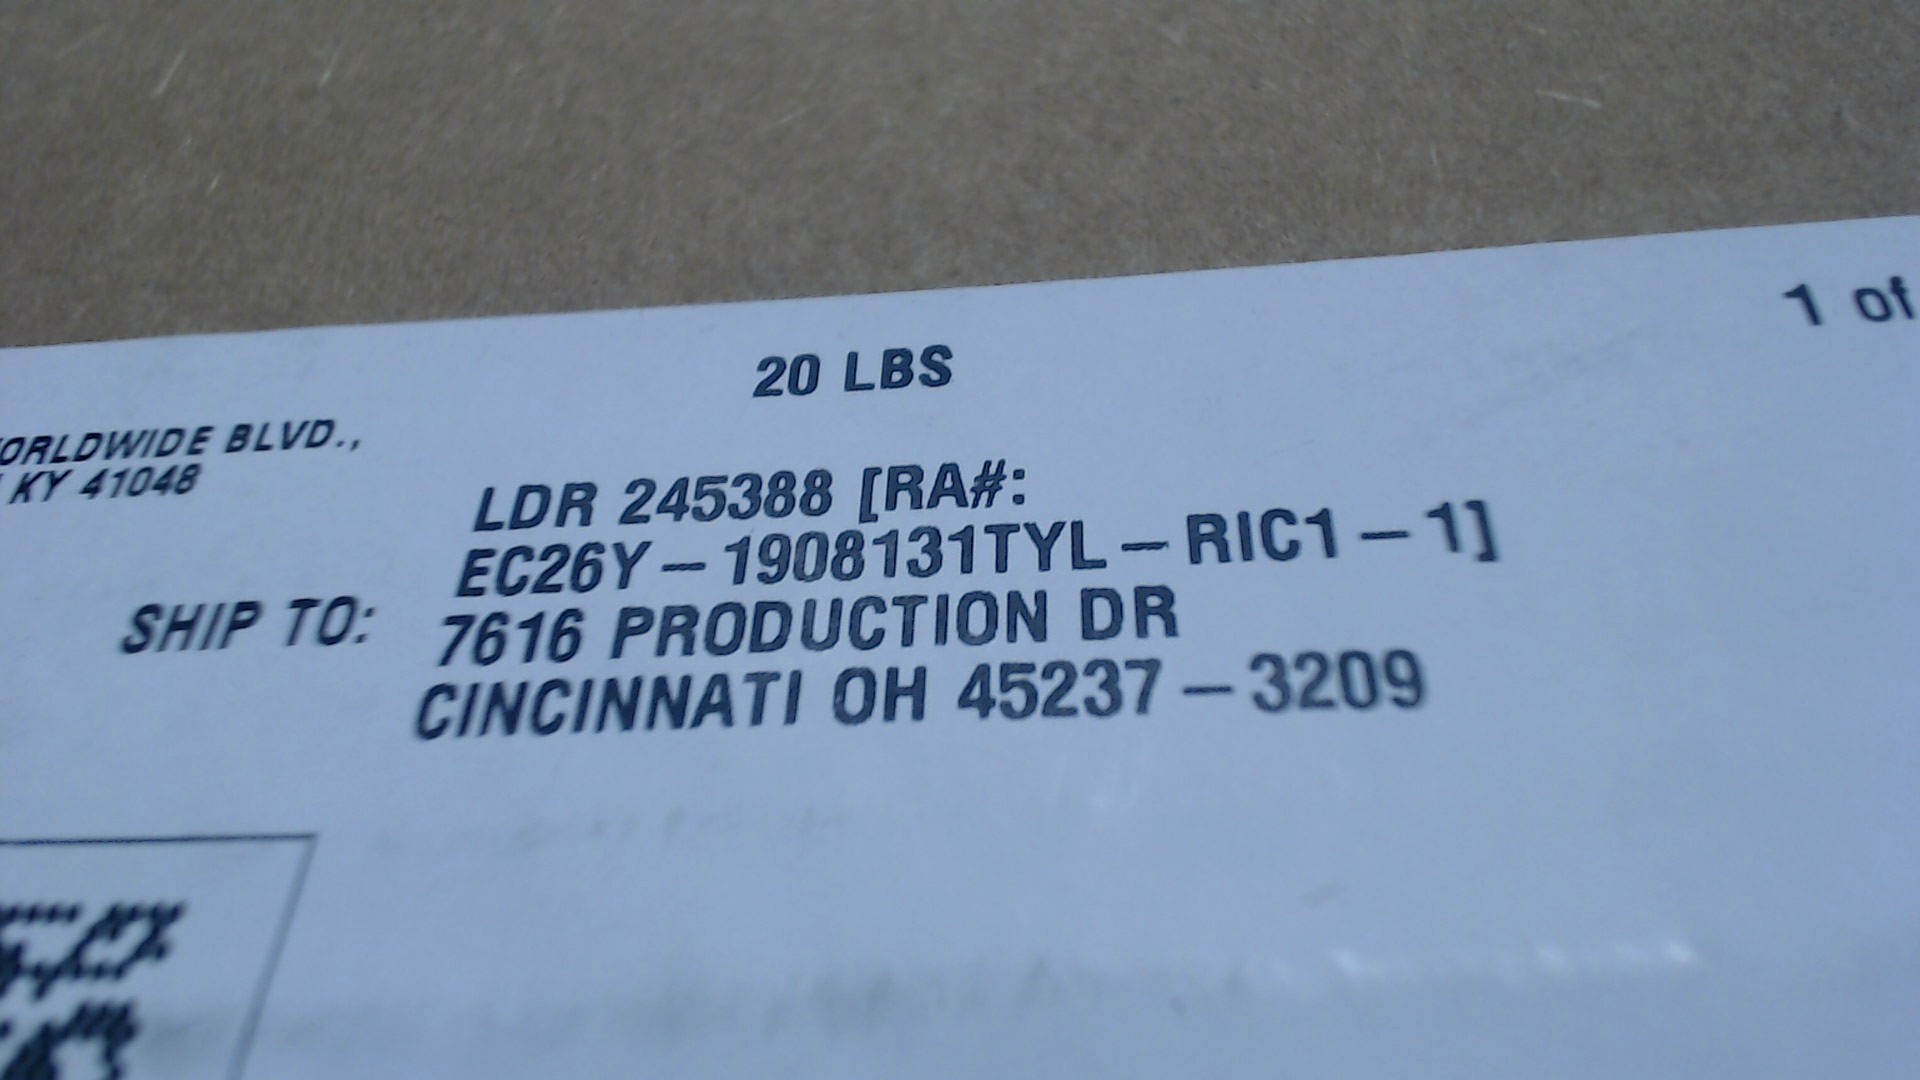 20 LBS
1 of
ORLDWIDE BLVD.,
KY 41048
LDR 245388 [RA#:
EC26Y-1908131TYL-RIC1-1]
SHIP TO: 7616 PRODUCTION DR
CINCINNATI OH 45237-3209